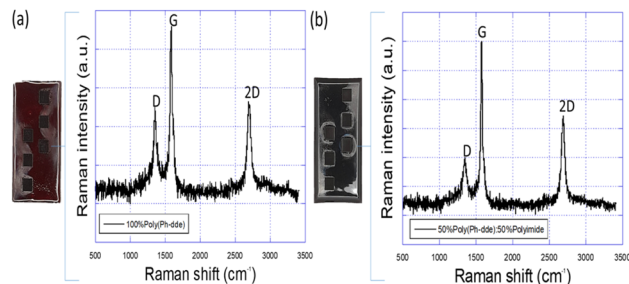 (a)
G
D
2D
Raman intensity (a.u.)
100%Poly(Ph-dde)
500 1000 1500 2000 2500 3000 3500
Raman shift (cm⁻¹)
(b)
G
D
2D
Raman intensity (a.u.)
50%Poly(Ph-dde):50%Polyimide
500 1000 1500 2000 2500 3000 3500
Raman shift (cm⁻¹)